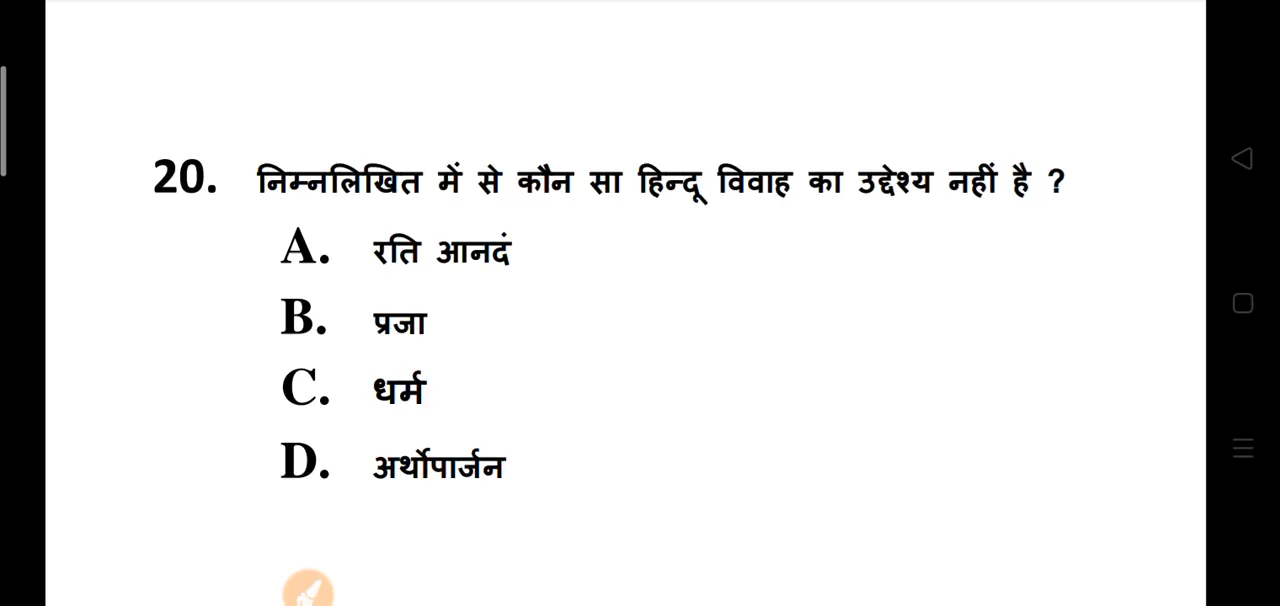 20. निम्नलिखित में से कौन सा हिन्दू विवाह का उद्देश्य नहीं है ?
A. रति आनदं
B. प्रजा
C. धर्म
D. अर्थोपार्जन